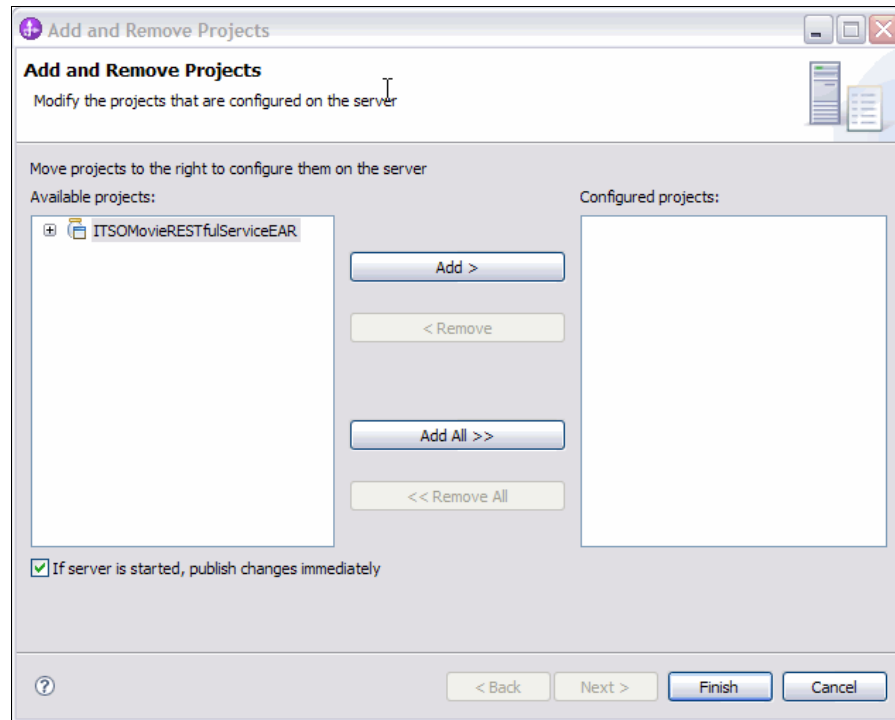 Add and Remove Projects
Add and Remove Projects
Modify the projects that are configured on the server
Move projects to the right to configure them on the server
Available projects:
Configured projects:
ITSOMovieRESTfulServiceEAR
Add >
< Remove
Add All >>
<< Remove All
If server is started, publish changes immediately
< Back
Next >
Finish
Cancel